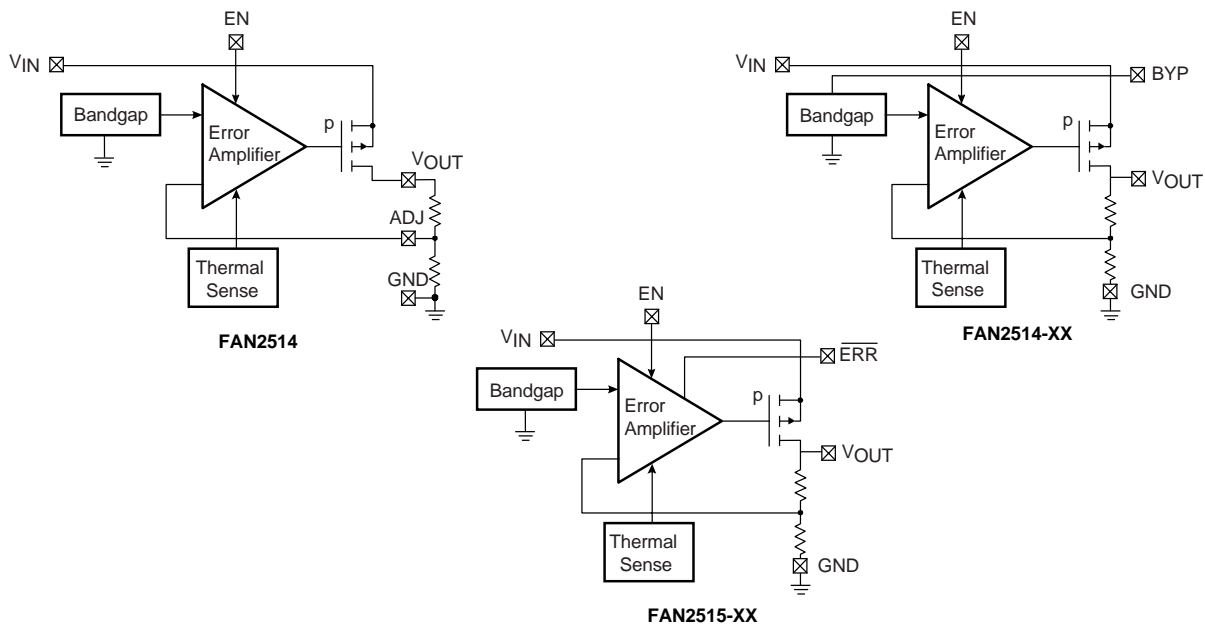 EN
VIN
Bandgap
Error
Amplifier
p
VOUT
ADJ
GND
Thermal
Sense
FAN2514
EN
VIN
BYP
Bandgap
Error
Amplifier
p
VOUT
Thermal
Sense
GND
FAN2514-XX
EN
VIN
ERR
Bandgap
Error
Amplifier
p
VOUT
Thermal
Sense
GND
FAN2515-XX